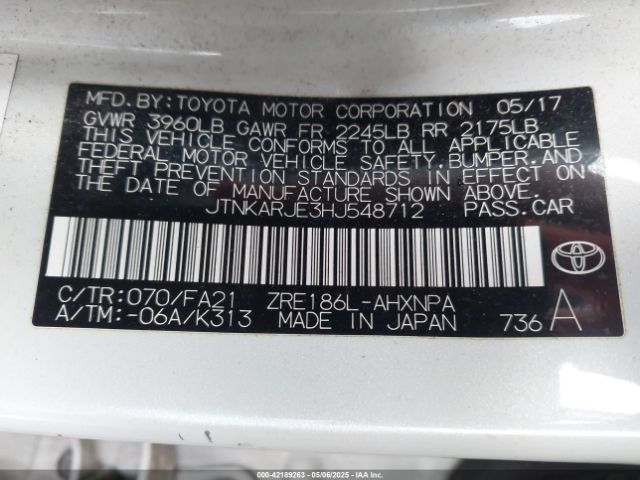 MFD.BY:TOYOTA MOTOR CORPORATION 05/17
GVWR 3960LB GAWR FR 2245LB RR 2175LB
THIS VEHICLE CONFORMS TO ALL APPLICABLE
FEDERAL MOTOR VEHICLE SAFETY,BUMPER,AND
THEFT PREVENTION STANDARDS IN EFFECT ON
THE DATE OF MANUFACTURE SHOWN ABOVE.
JTNKARJE3HJ548712 PASS.CAR
C/TR:070/FA21 ZRE186L-AHXNPA
A/TM:-06A/K313 MADE IN JAPAN 736 A
TOYOTA
000-42189263 - 05/06/2025 - IAAI.COM